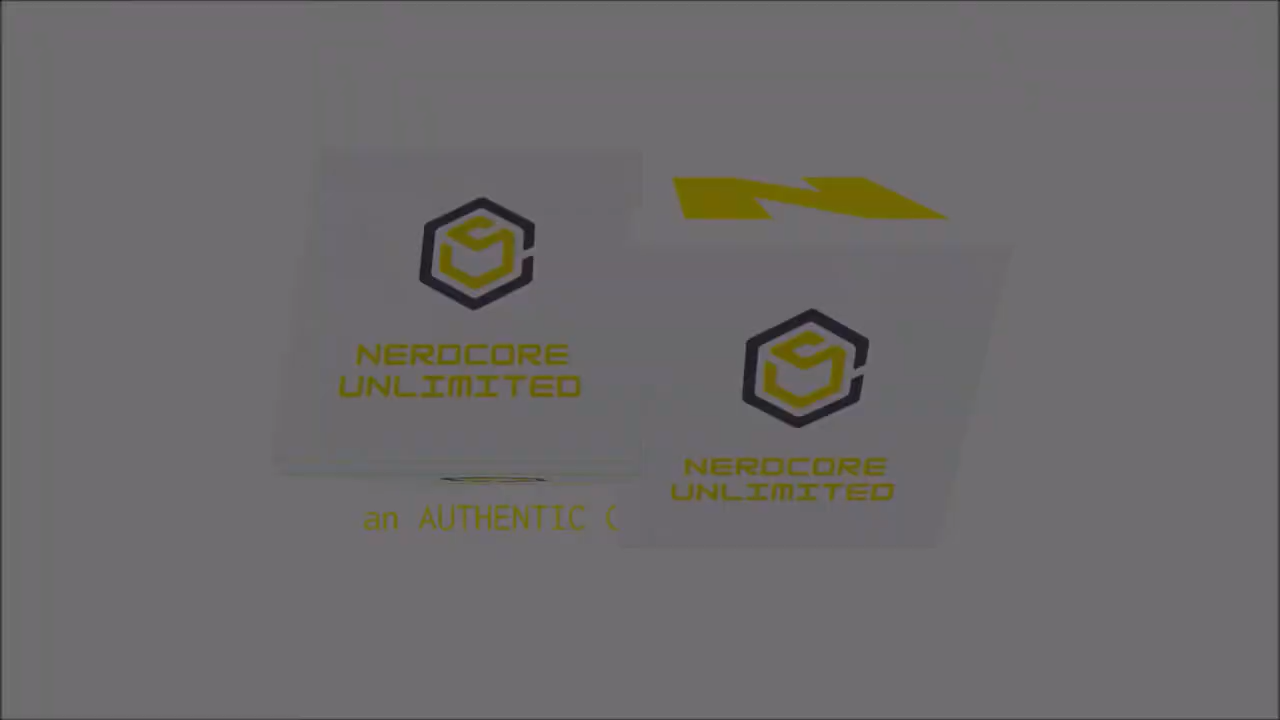 NERDCORE
UNLIMITED
NERDCORE
UNLIMITED
an AUTHENTIC